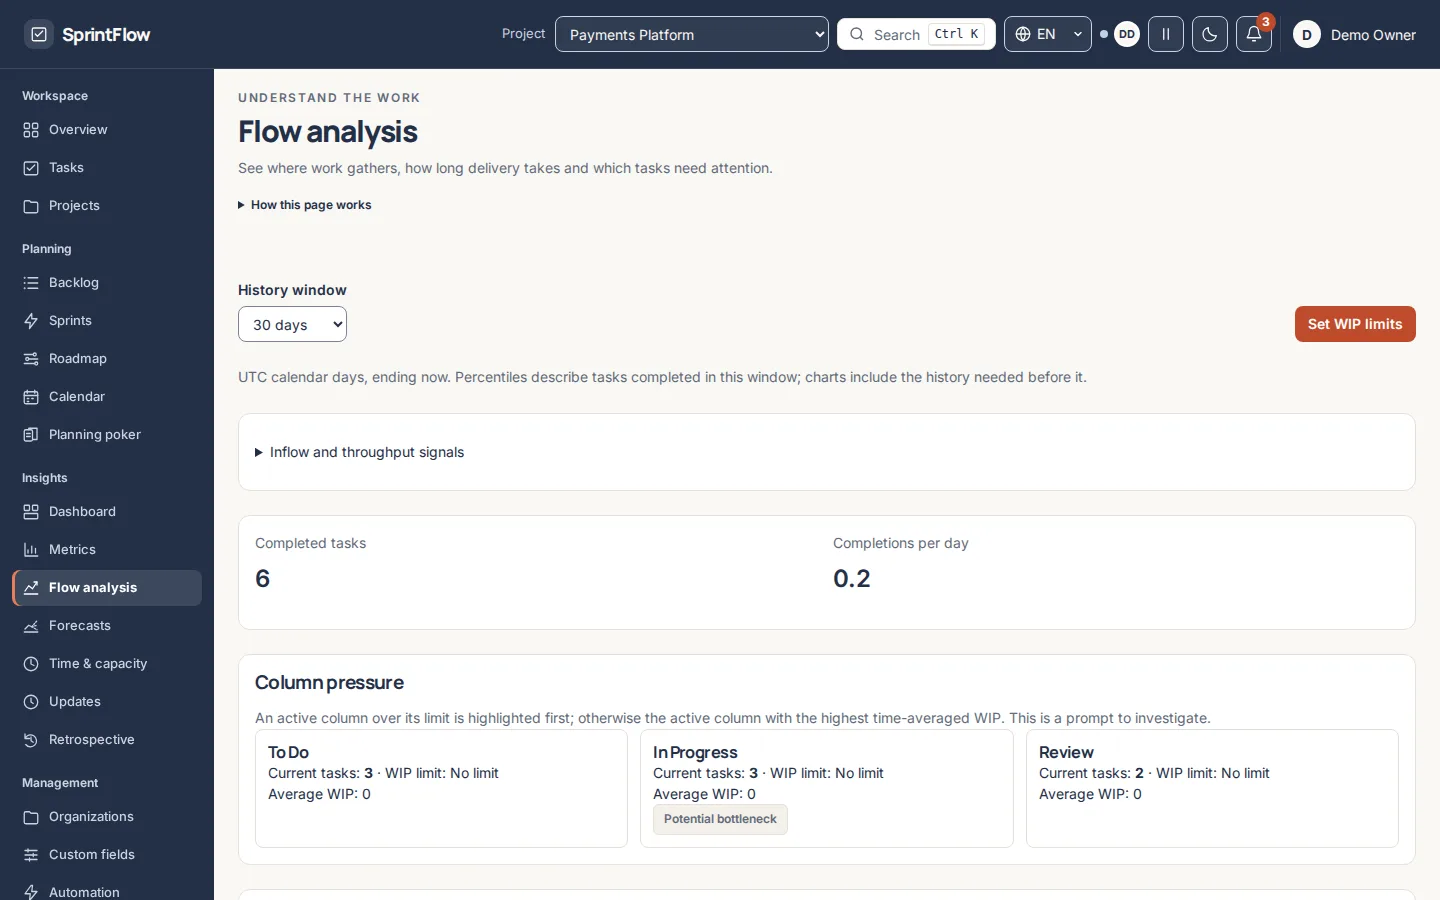 SprintFlow
Project
Payments Platform
Search Ctrl K
EN
DD
3
D
Demo Owner
Workspace
Overview
Tasks
Projects
Planning
Backlog
Sprints
Roadmap
Calendar
Planning poker
Insights
Dashboard
Metrics
Flow analysis
Forecasts
Time & capacity
Updates
Retrospective
Management
Organizations
Custom fields
Automation
UNDERSTAND THE WORK
Flow analysis
See where work gathers, how long delivery takes and which tasks need attention.
How this page works
History window
30 days
Set WIP limits
UTC calendar days, ending now. Percentiles describe tasks completed in this window; charts include the history needed before it.
Inflow and throughput signals
Completed tasks
6
Completions per day
0.2
Column pressure
An active column over its limit is highlighted first; otherwise the active column with the highest time-averaged WIP. This is a prompt to investigate.
To Do
Current tasks: 3 · WIP limit: No limit
Average WIP: 0
In Progress
Current tasks: 3 · WIP limit: No limit
Average WIP: 0
Potential bottleneck
Review
Current tasks: 2 · WIP limit: No limit
Average WIP: 0